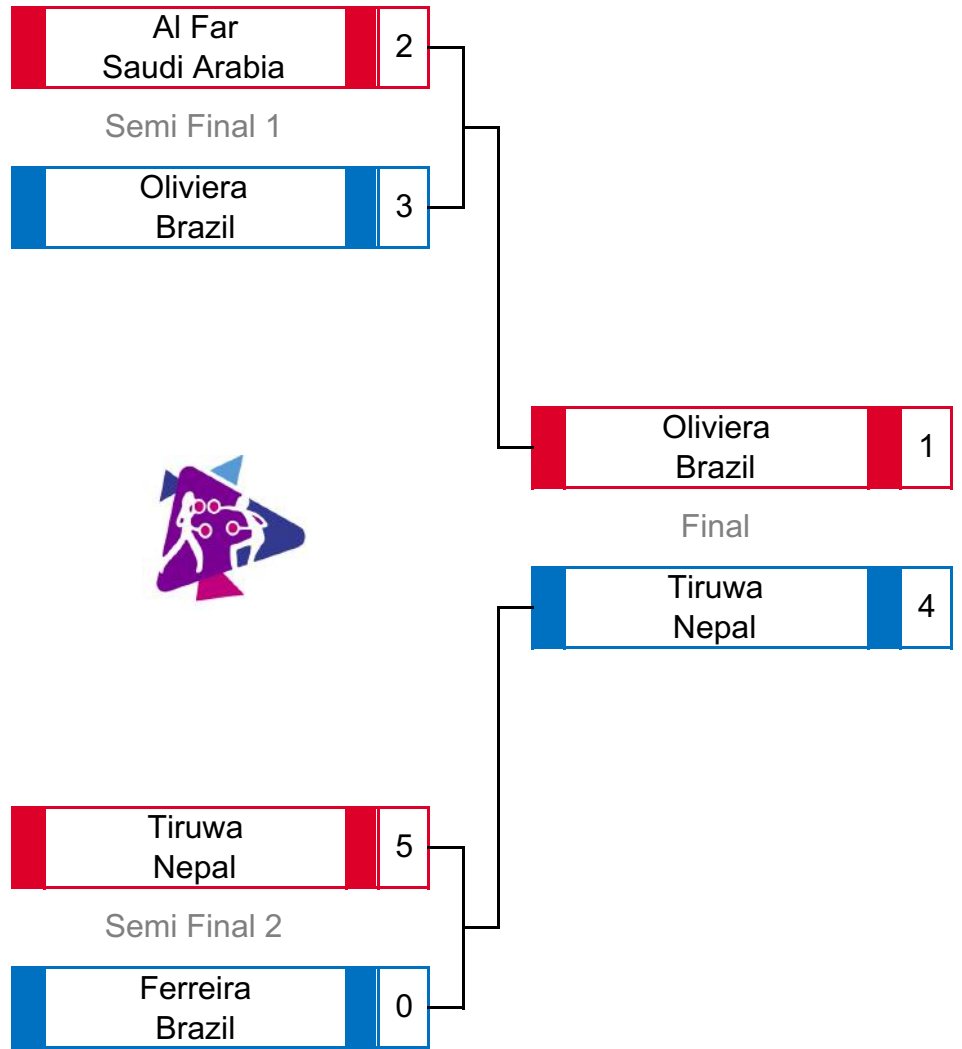 Al Far
Saudi Arabia
2
Semi Final 1
Oliviera
Brazil
3
Oliviera
Brazil
1
Final
Tiruwa
Nepal
4
Tiruwa
Nepal
5
Semi Final 2
Ferreira
Brazil
0